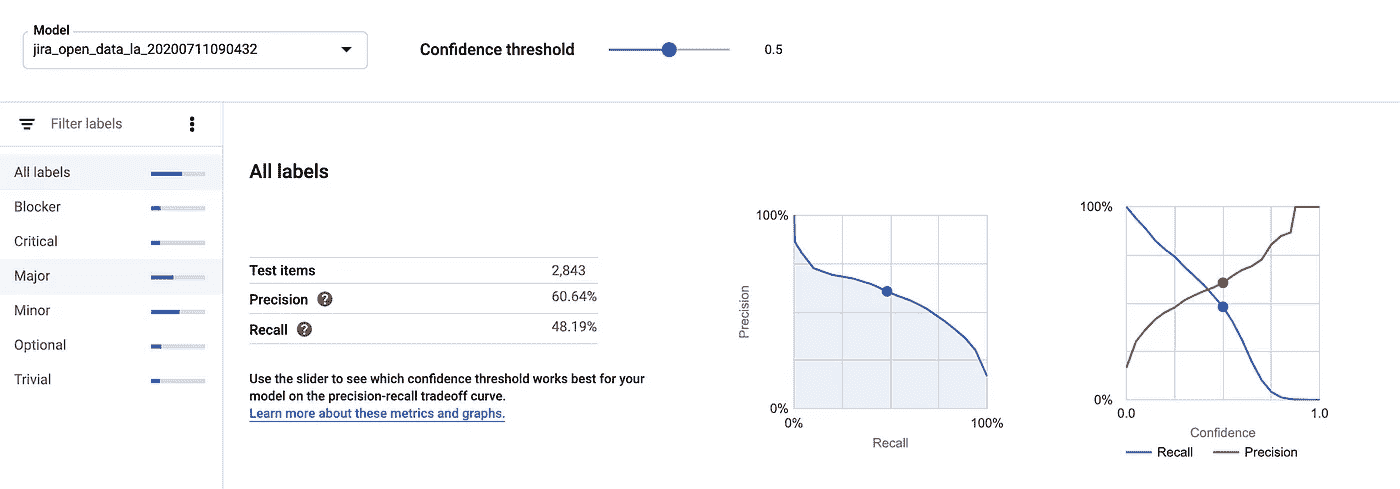 Model
jira_open_data_la_20200711090432
Confidence threshold
0.5
Filter labels
All labels
Blocker
Critical
Major
Minor
Optional
Trivial
All labels
Test items 2,843
Precision ? 60.64%
Recall ? 48.19%
Use the slider to see which confidence threshold works best for your
model on the precision-recall tradeoff curve.
Learn more about these metrics and graphs.
100%
Precision
0%
0% 100%
Recall
100%
0%
0.0 1.0
Confidence
Recall Precision